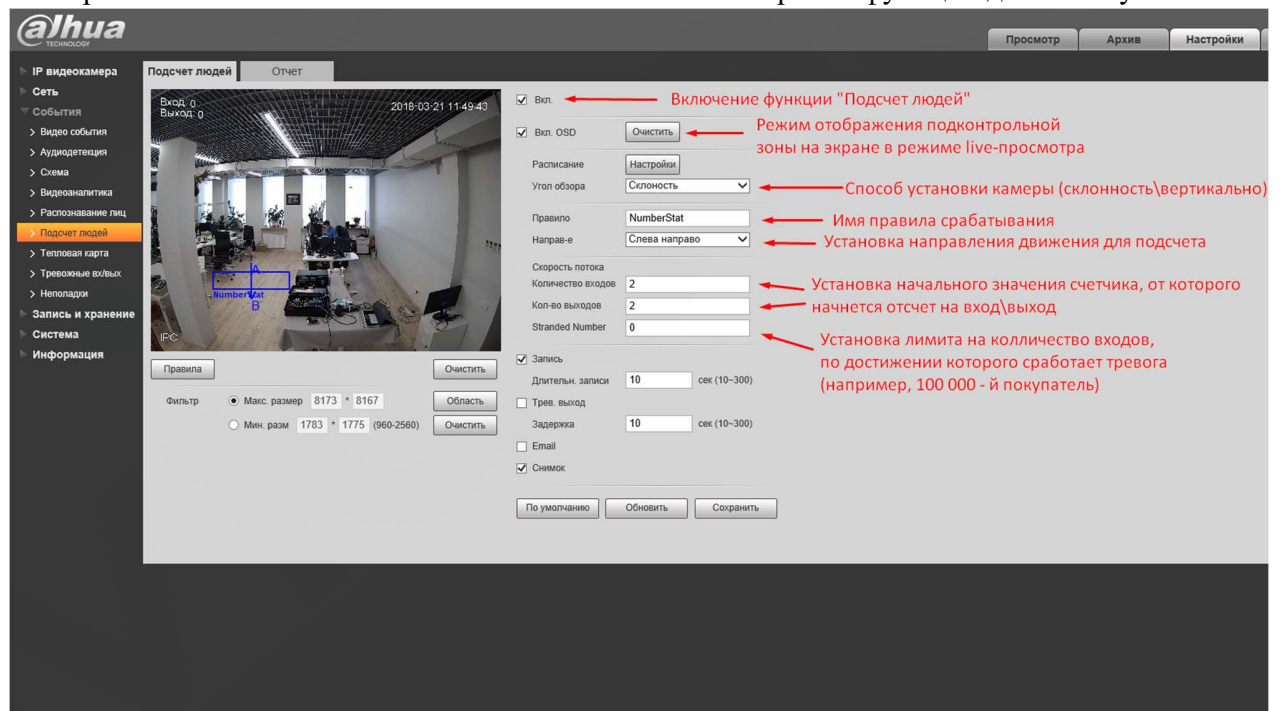 alhua
TECHNOLOGY
Просмотр
Архив
Настройки
IP видеокамера
Сеть
События
Видео события
Аудиодетекция
Схема
Видеоаналитика
Распознавание лиц
Подсчет людей
Тепловая карта
Тревожные вх/вых
Неполадки
Запись и хранение
Система
Информация
Подсчет людей
Отчет
Вход: 0
Выход: 0
2018-03-21 11:49:43
A
NumberStat
B
IPC
Правила
Очистить
Фильтр
Макс. размер 8173 * 8167
Область
Мин. разм 1783 * 1775 (960-2560)
Очистить
Вкл.
Включение функции "Подсчет людей"
Вкл. OSD
Очистить
Режим отображения подконтрольной
зоны на экране в режиме live-просмотра
Расписание
Настройки
Угол обзора
Склоность
Способ установки камеры (склонность\вертикально)
Правило
NumberStat
Имя правила срабатывания
Направ-е
Слева направо
Установка направления движения для подсчета
Скорость потока
Количество входов
2
Установка начального значения счетчика, от которого
Кол-во выходов
2
начнется отсчет на вход\выход
Stranded Number
0
Установка лимита на колличество входов,
по достижении которого сработает тревога
(например, 100 000 - й покупатель)
Запись
Длительн. записи
10
сек (10~300)
Трев. выход
Задержка
10
сек (10~300)
Email
Снимок
По умолчанию
Обновить
Сохранить